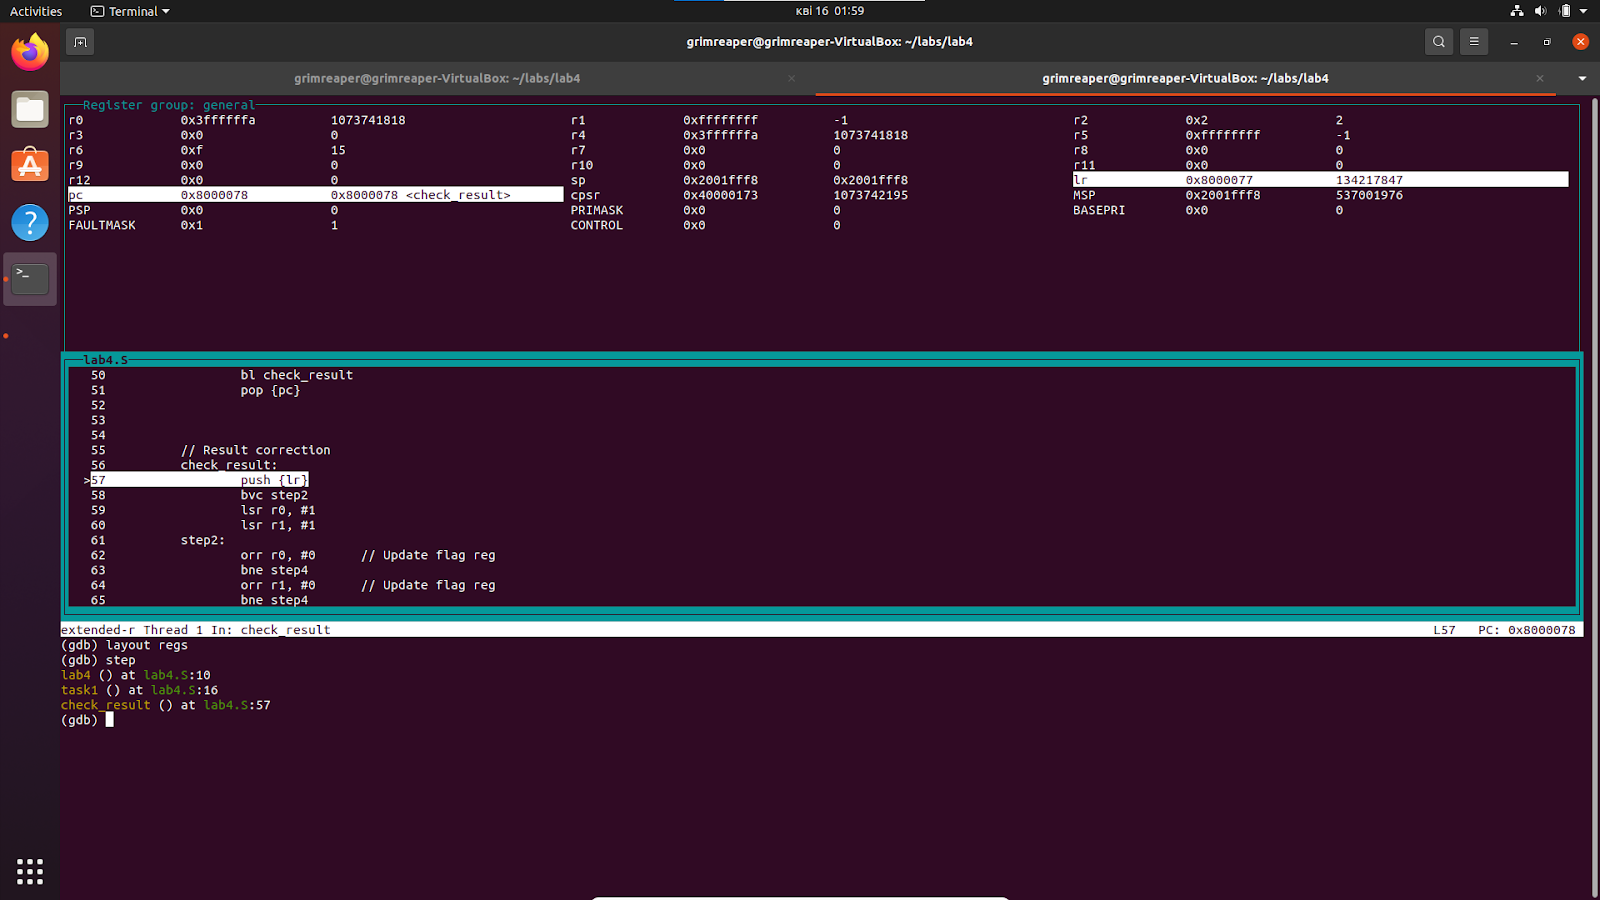 Activities Terminal кві 16 01:59
grimreaper@grimreaper-VirtualBox: ~/labs/lab4
grimreaper@grimreaper-VirtualBox: ~/labs/lab4 grimreaper@grimreaper-VirtualBox: ~/labs/lab4
Register group: general
r0 0x3ffffffa 1073741818 r1 0xffffffff -1 r2 0x2 2
r3 0x0 0 r4 0x3ffffffa 1073741818 r5 0xffffffff -1
r6 0xf 15 r7 0x0 0 r8 0x0 0
r9 0x0 0 r10 0x0 0 r11 0x0 0
r12 0x0 0 sp 0x2001fff8 0x2001fff8 lr 0x8000077 134217847
pc 0x8000078 0x8000078 <check_result> cpsr 0x40000173 1073742195 MSP 0x2001fff8 537001976
PSP 0x0 0 PRIMASK 0x0 0 BASEPRI 0x0 0
FAULTMASK 0x1 1 CONTROL 0x0 0
lab4.S
50 bl check_result
51 pop {pc}
52
53
54
55 // Result correction
56 check_result:
>57 push {lr}
58 bvc step2
59 lsr r0, #1
60 lsr r1, #1
61 step2:
62 orr r0, #0 // Update flag reg
63 bne step4
64 orr r1, #0 // Update flag reg
65 bne step4
extended-r Thread 1 In: check_result L57 PC: 0x8000078
(gdb) layout regs
(gdb) step
lab4 () at lab4.S:10
task1 () at lab4.S:16
check_result () at lab4.S:57
(gdb)